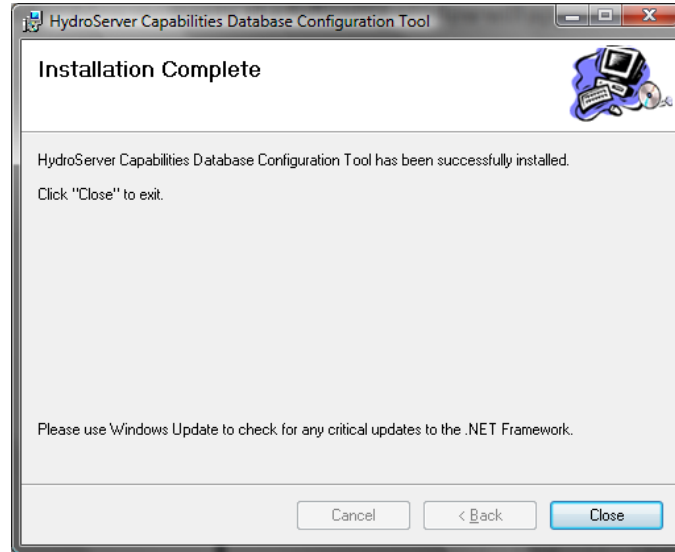 HydroServer Capabilities Database Configuration Tool
Installation Complete
HydroServer Capabilities Database Configuration Tool has been successfully installed.
Click "Close" to exit.
Please use Windows Update to check for any critical updates to the .NET Framework.
Cancel
< Back
Close